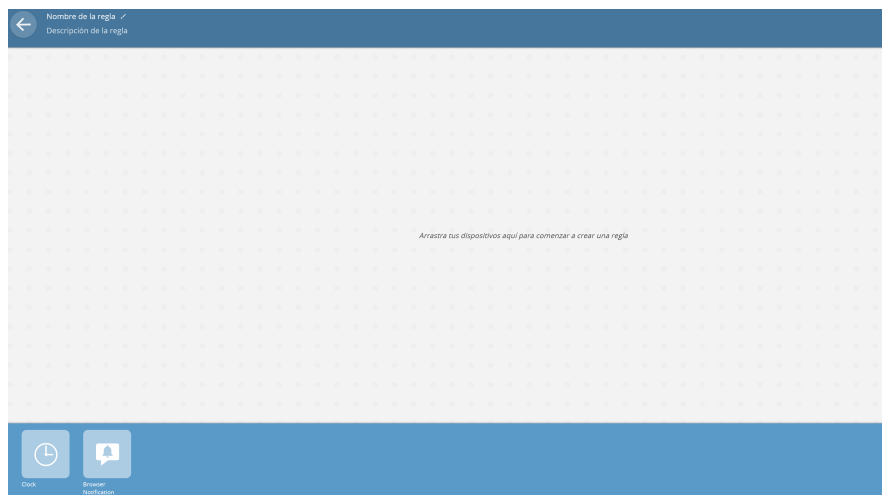 Nombre de la regla
Descripción de la regla
Arrastra tus dispositivos aquí para comenzar a crear una regla
Clock
Browser
Notification